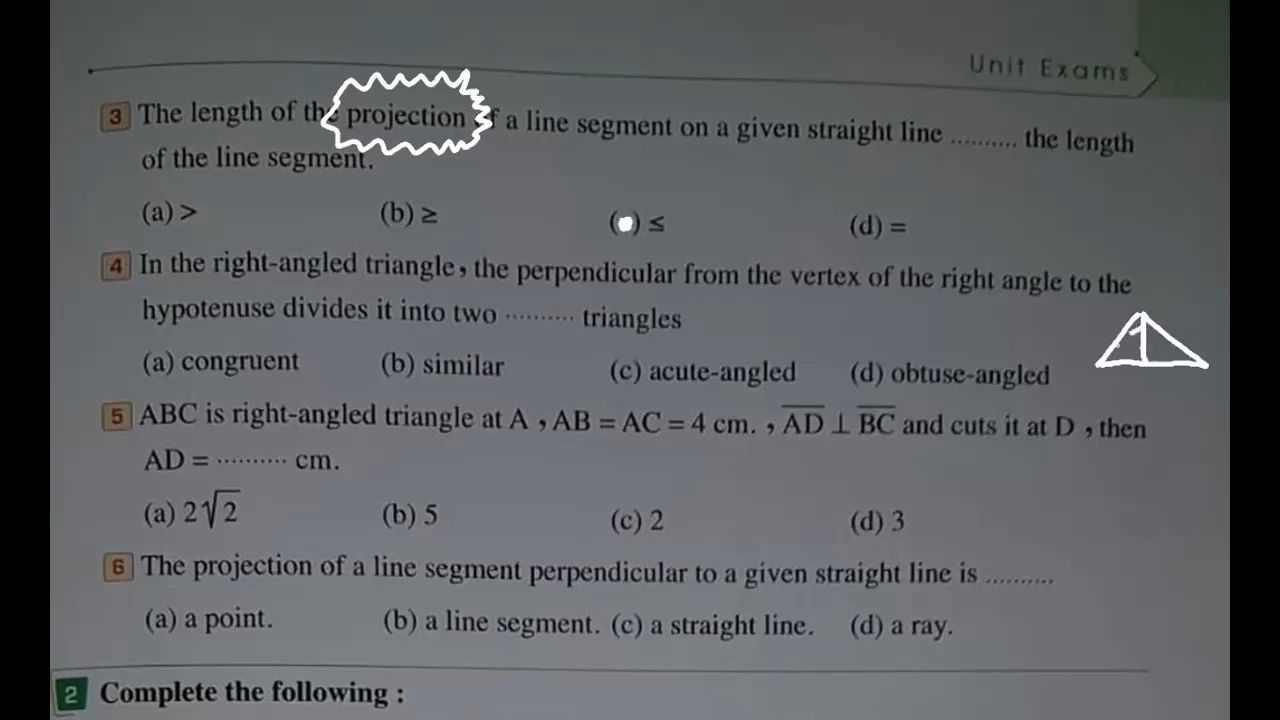 Unit Exams
3 The length of the projection of a line segment on a given straight line .......... the length
of the line segment.
(a) > (b) ≥ (c) ≤ (d) =
4 In the right-angled triangle, the perpendicular from the vertex of the right angle to the
hypotenuse divides it into two .......... triangles
(a) congruent (b) similar (c) acute-angled (d) obtuse-angled
5 ABC is right-angled triangle at A , AB = AC = 4 cm. , A̅D̅ ⊥ B̅C̅ and cuts it at D , then
AD = .......... cm.
(a) 2√2 (b) 5 (c) 2 (d) 3
6 The projection of a line segment perpendicular to a given straight line is ..........
(a) a point. (b) a line segment. (c) a straight line. (d) a ray.
2 Complete the following :